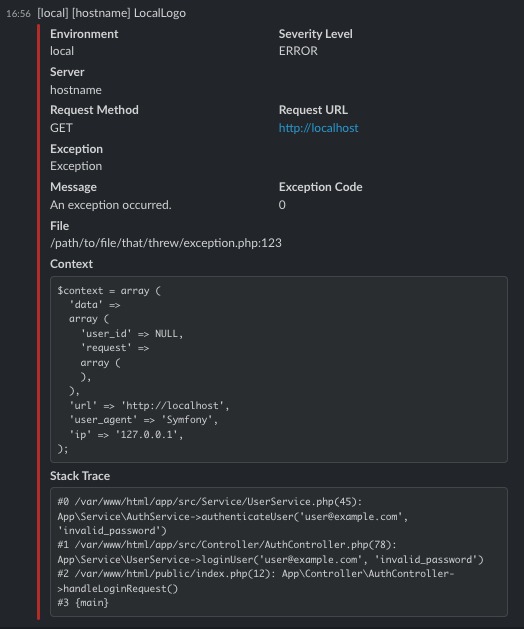 16:56 [local] [hostname] LocalLogo
Environment Severity Level
local ERROR
Server
hostname
Request Method Request URL
GET http://localhost
Exception
Exception
Message Exception Code
An exception occurred. 0
File
/path/to/file/that/threw/exception.php:123
Context
$context = array (
  'data' =>
  array (
    'user_id' => NULL,
    'request' =>
    array (
    ),
  ),
  'url' => 'http://localhost',
  'user_agent' => 'Symfony',
  'ip' => '127.0.0.1',
);
Stack Trace
#0 /var/www/html/app/src/Service/UserService.php(45):
App\Service\AuthService->authenticateUser('user@example.com',
'invalid_password')
#1 /var/www/html/app/src/Controller/AuthController.php(78):
App\Service\UserService->loginUser('user@example.com', 'invalid_password')
#2 /var/www/html/public/index.php(12): App\Controller\AuthController-
>handleLoginRequest()
#3 {main}